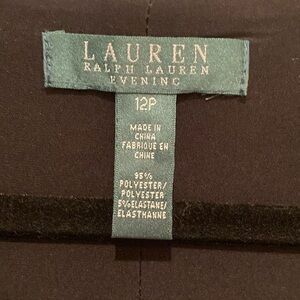 LAUREN
RALPH LAUREN
EVENING
12P
MADE IN
CHINA
FABRIQUE EN
CHINE
95%
POLYESTER/
POLYESTER
5%ELASTANE/
ELASTHANNE